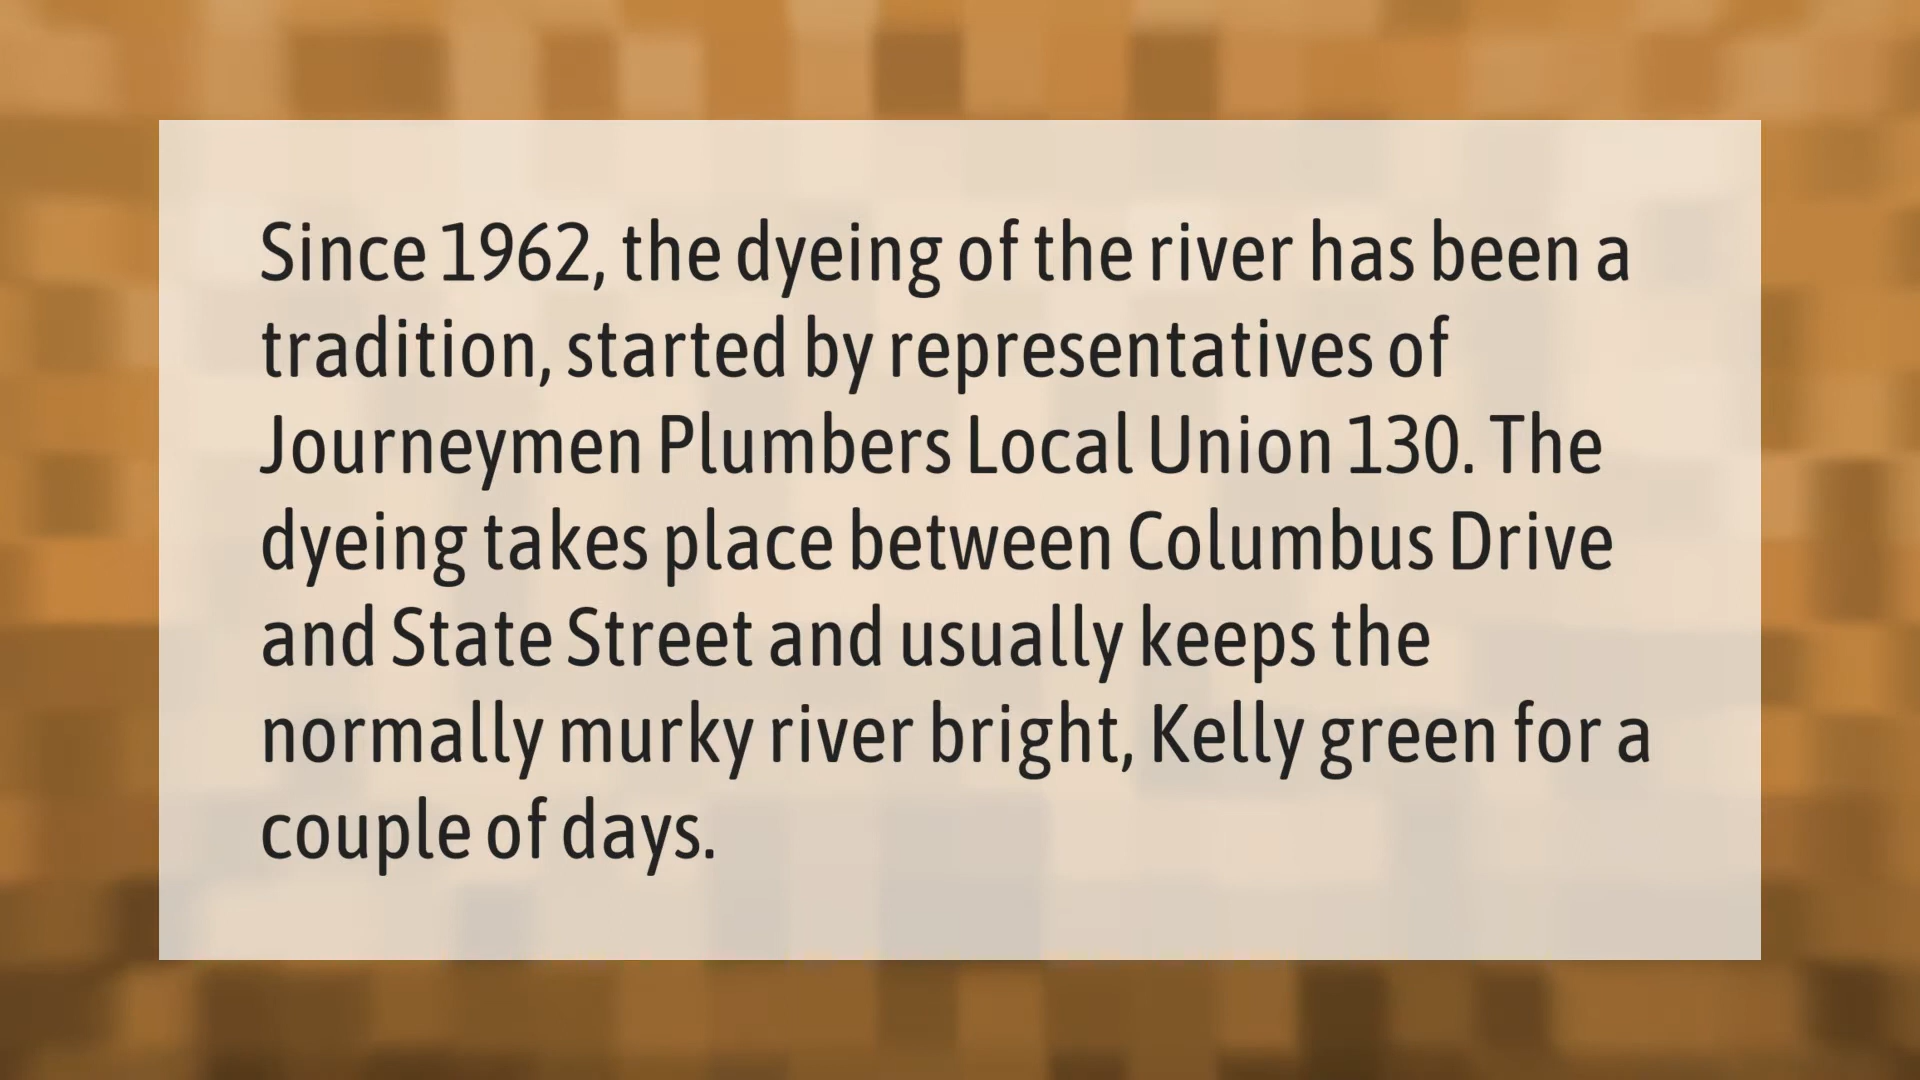 Since 1962, the dyeing of the river has been a
tradition, started by representatives of
Journeymen Plumbers Local Union 130. The
dyeing takes place between Columbus Drive
and State Street and usually keeps the
normally murky river bright, Kelly green for a
couple of days.